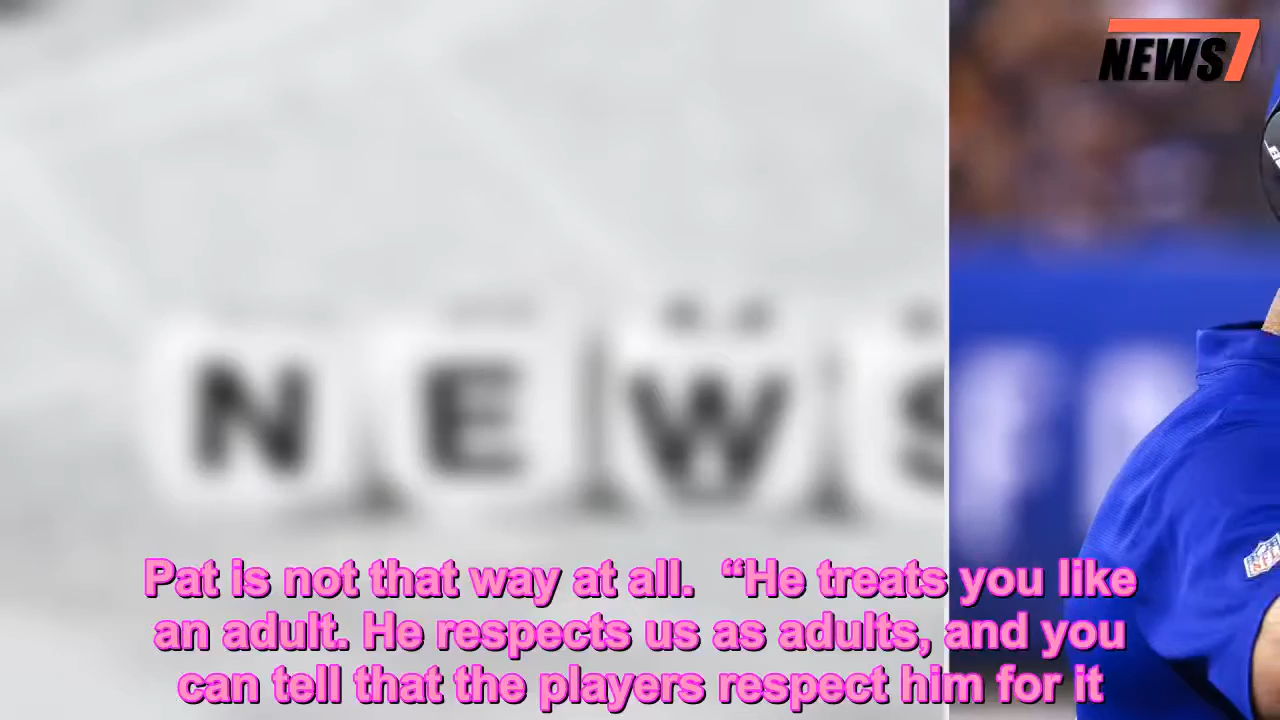 NEWS7
NEWS
Pat is not that way at all.  “He treats you like
an adult. He respects us as adults, and you
can tell that the players respect him for it